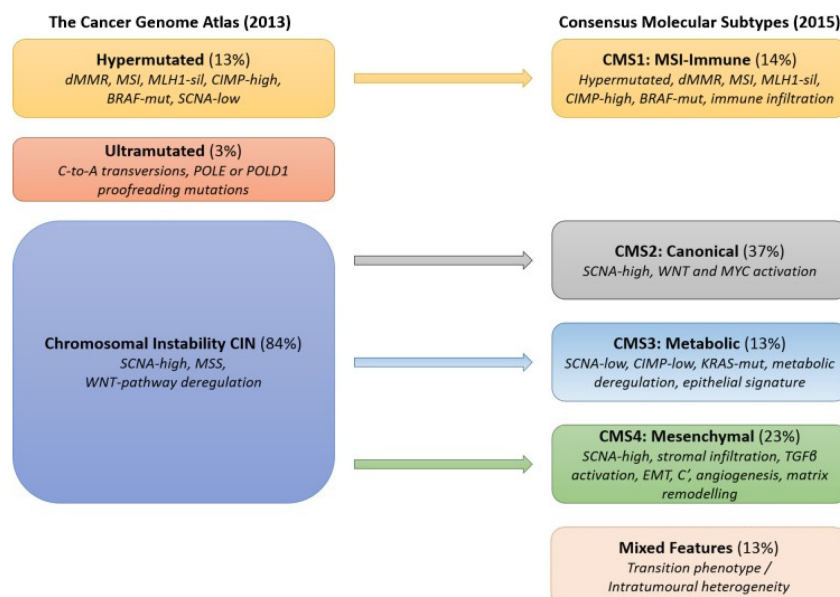 The Cancer Genome Atlas (2013)
Hypermutated (13%)
dMMR, MSI, MLH1-sil, CIMP-high,
BRAF-mut, SCNA-low
Ultramutated (3%)
C-to-A transversions, POLE or POLD1
proofreading mutations
Chromosomal Instability CIN (84%)
SCNA-high, MSS,
WNT-pathway deregulation
Consensus Molecular Subtypes (2015)
CMS1: MSI-Immune (14%)
Hypermutated, dMMR, MSI, MLH1-sil,
CIMP-high, BRAF-mut, immune infiltration
CMS2: Canonical (37%)
SCNA-high, WNT and MYC activation
CMS3: Metabolic (13%)
SCNA-low, CIMP-low, KRAS-mut, metabolic
deregulation, epithelial signature
CMS4: Mesenchymal (23%)
SCNA-high, stromal infiltration, TGFβ
activation, EMT, C’, angiogenesis, matrix
remodelling
Mixed Features (13%)
Transition phenotype /
Intratumoural heterogeneity